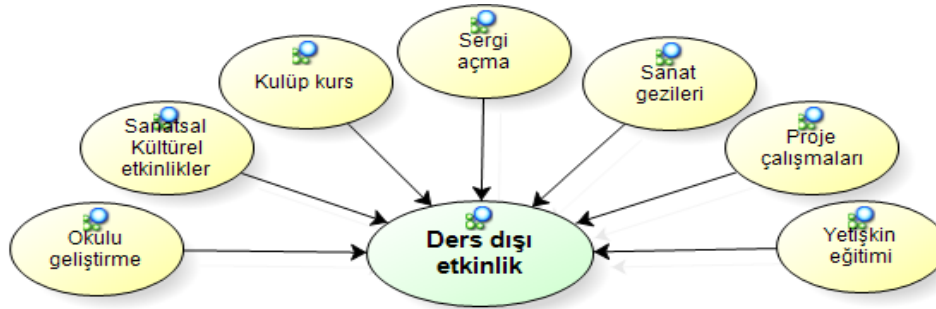 Sergi
açma
Kulüp kurs
Sanat
gezileri
Sanatsal
Kültürel
etkinlikler
Proje
çalışmaları
Okulu
geliştirme
Ders dışı
etkinlik
Yetişkin
eğitimi